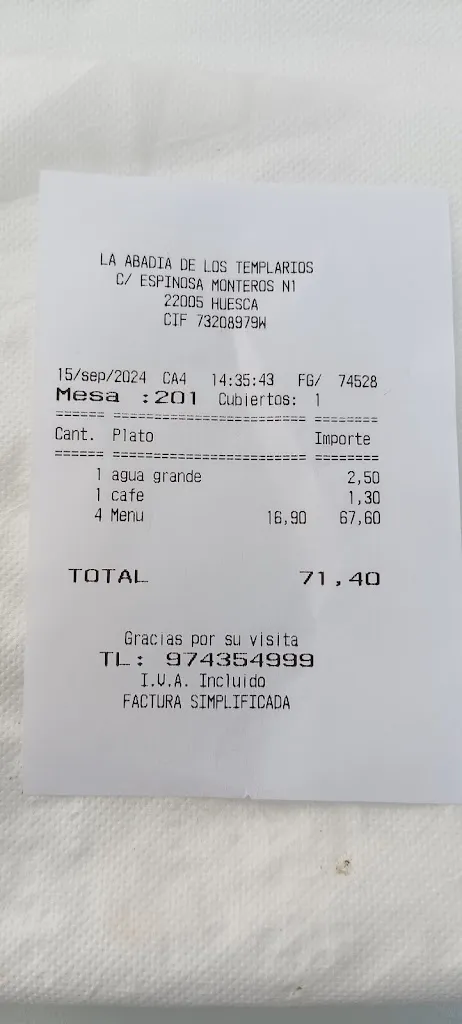 LA ABADIA DE LOS TEMPLARIOS
C/ ESPINOSA MONTEROS N1
22005 HUESCA
CIF 73208979W
15/sep/2024 CA4 14:35:43 FG/ 74528
Mesa :201 Cubiertos: 1
====== ======================== ========
Cant. Plato Importe
====== ======================== ========
1 agua grande 2,50
1 cafe 1,30
4 Menu 16,90 67,60
TOTAL 71,40
Gracias por su visita
TL: 974354999
I.V.A. Incluido
FACTURA SIMPLIFICADA